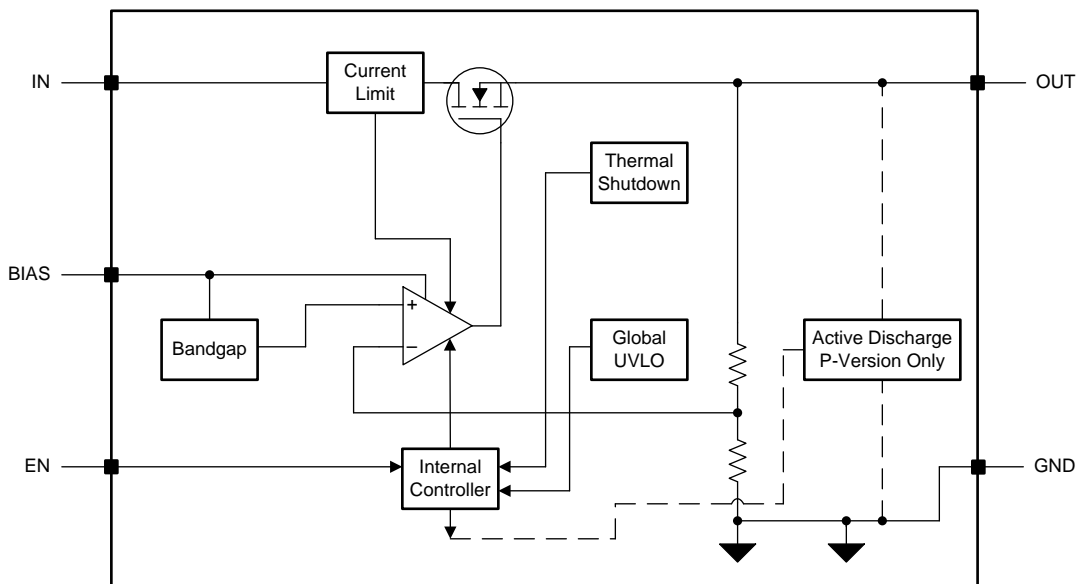 IN
Current
Limit
OUT
Thermal
Shutdown
BIAS
+
−
Bandgap
Global
UVLO
Active Discharge
P-Version Only
EN
Internal
Controller
GND